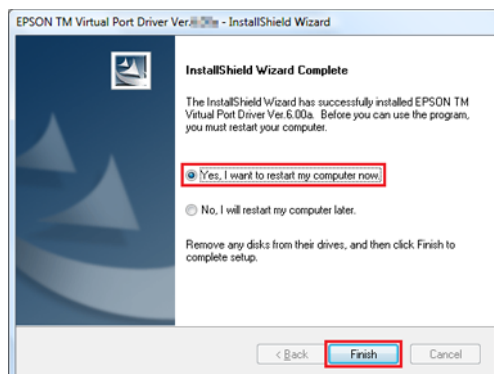 EPSON TM Virtual Port Driver Ver. - InstallShield Wizard
InstallShield Wizard Complete
The InstallShield Wizard has successfully installed EPSON TM
Virtual Port Driver Ver.6.00a. Before you can use the program,
you must restart your computer.
Yes, I want to restart my computer now.
No, I will restart my computer later.
Remove any disks from their drives, and then click Finish to
complete setup.
< Back
Finish
Cancel